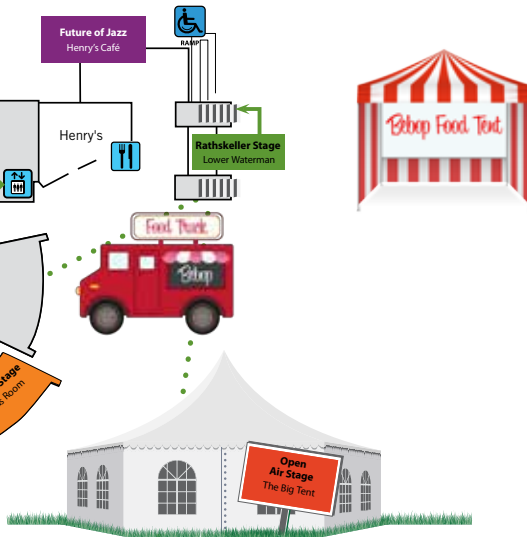 Future of Jazz
Henry's Café
RAMP
Henry's
Rathskeller Stage
Lower Waterman
Bebop Food Tent
Food Truck
Bebop
Stage
Room
Open
Air Stage
The Big Tent